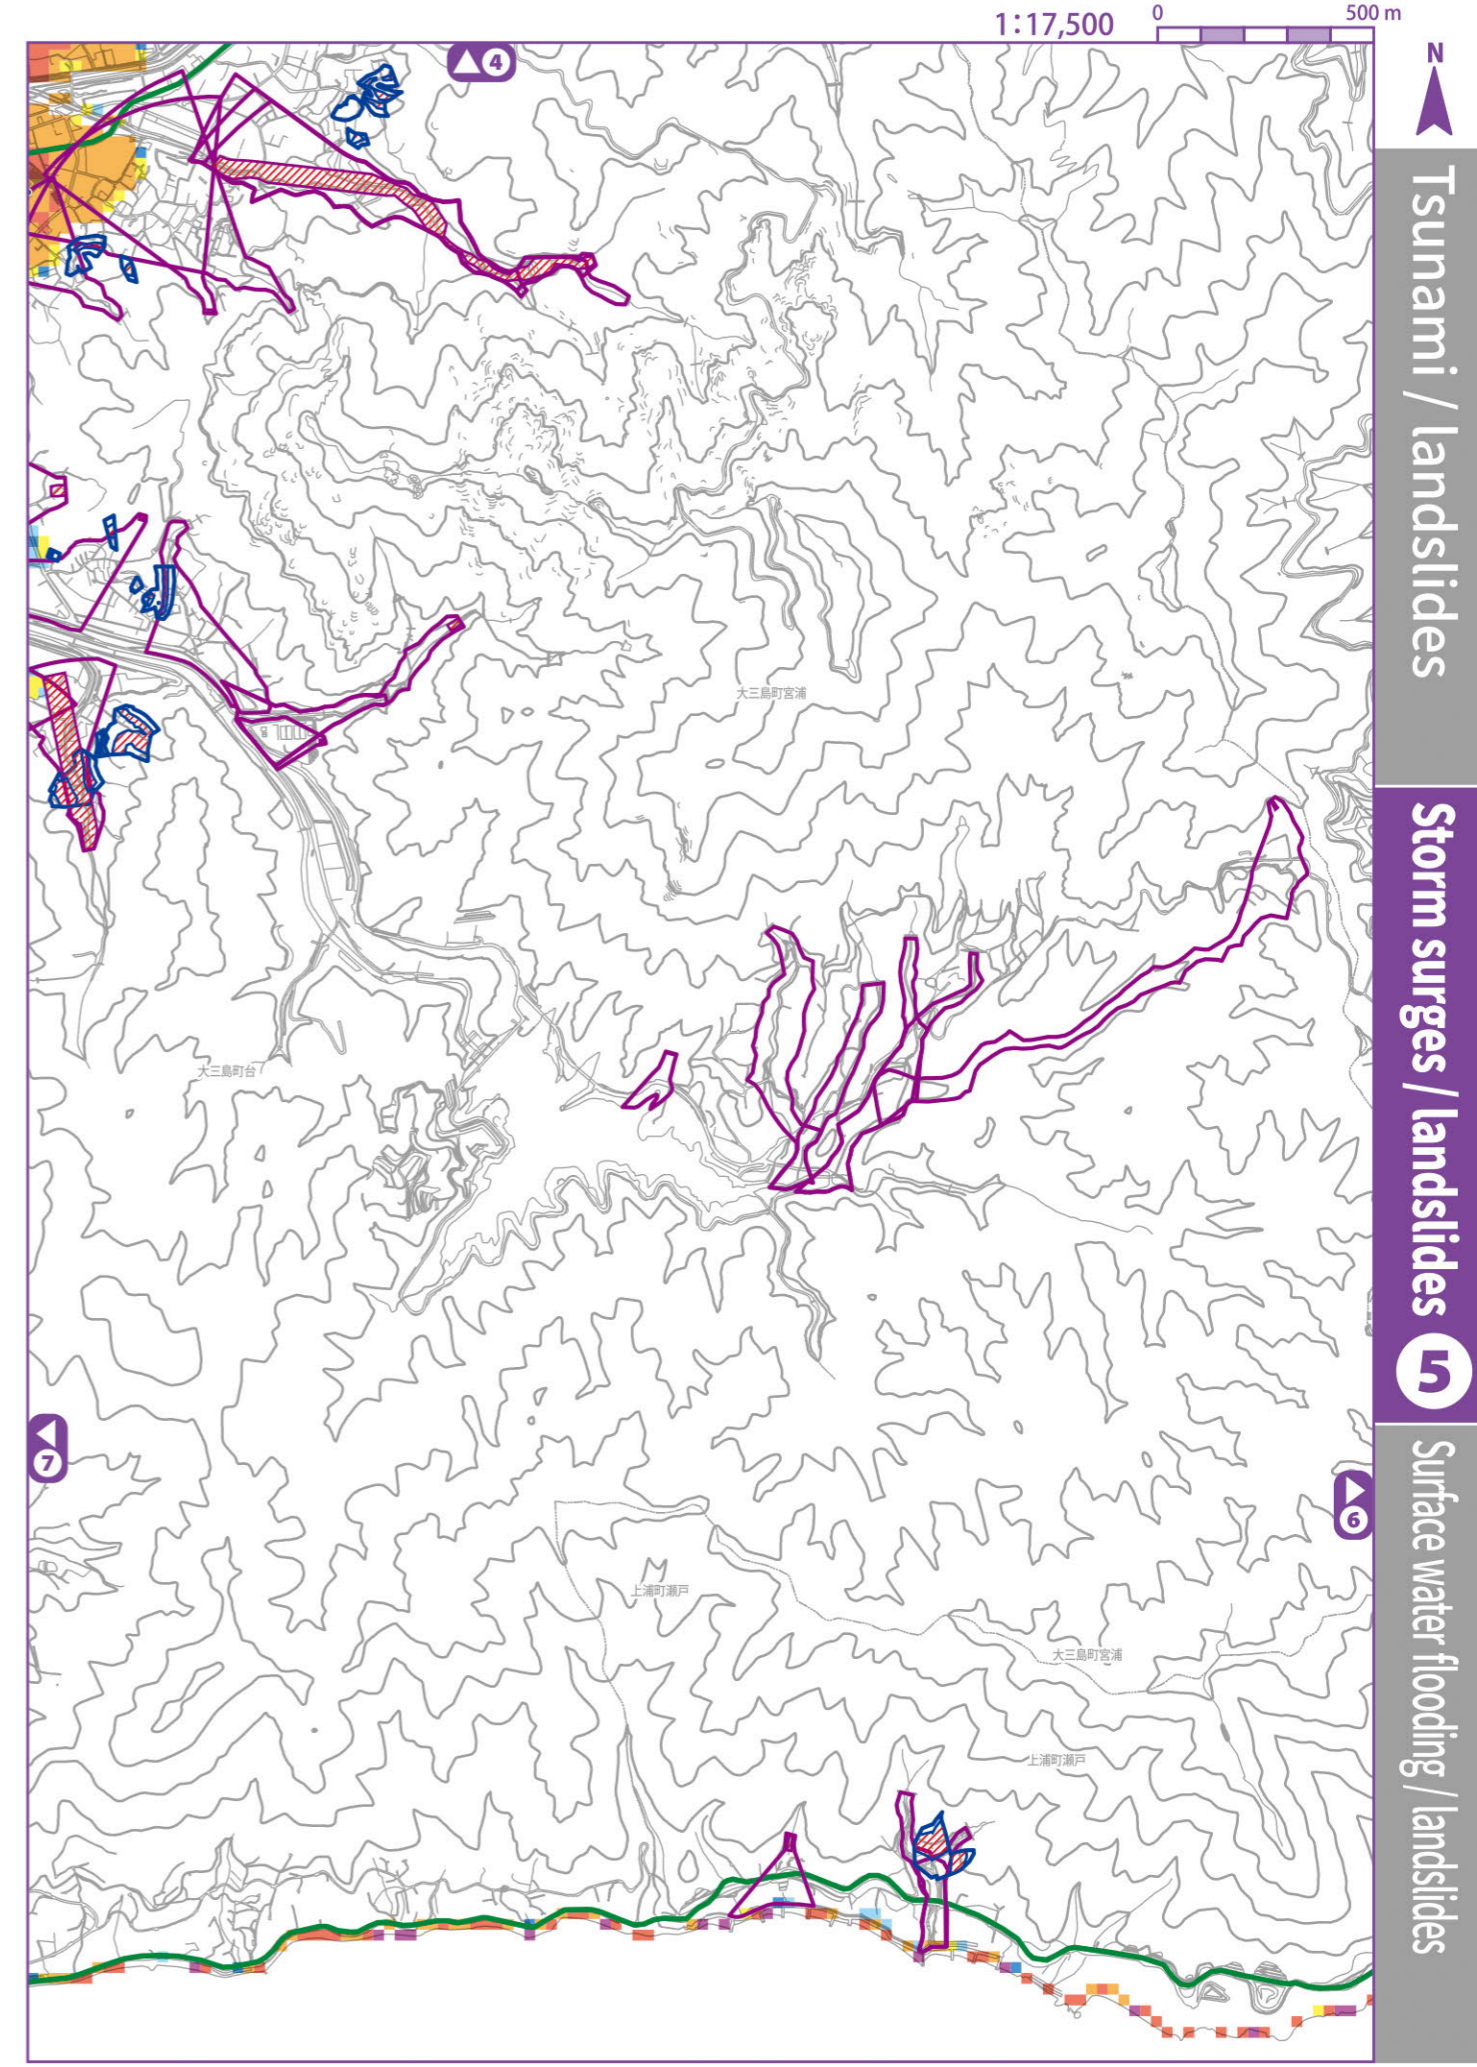 1:17,500
0
500 m
N
4
Tsunami / landslides
大三島町宮浦
Storm surges / landslides
5
大三島町台
7
6
Surface water flooding / landslides
上浦町瀬戸
大三島町宮浦
上浦町瀬戸